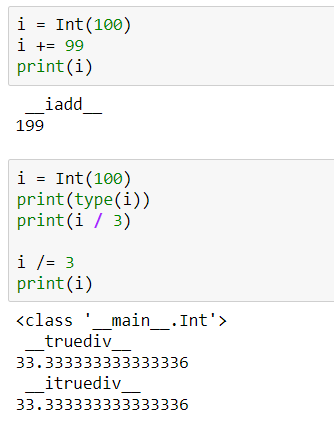 i = Int(100)
i += 99
print(i)
__iadd__
199
i = Int(100)
print(type(i))
print(i / 3)
i /= 3
print(i)
<class '__main__.Int'>
__truediv__
33.333333333333336
__itruediv__
33.333333333333336